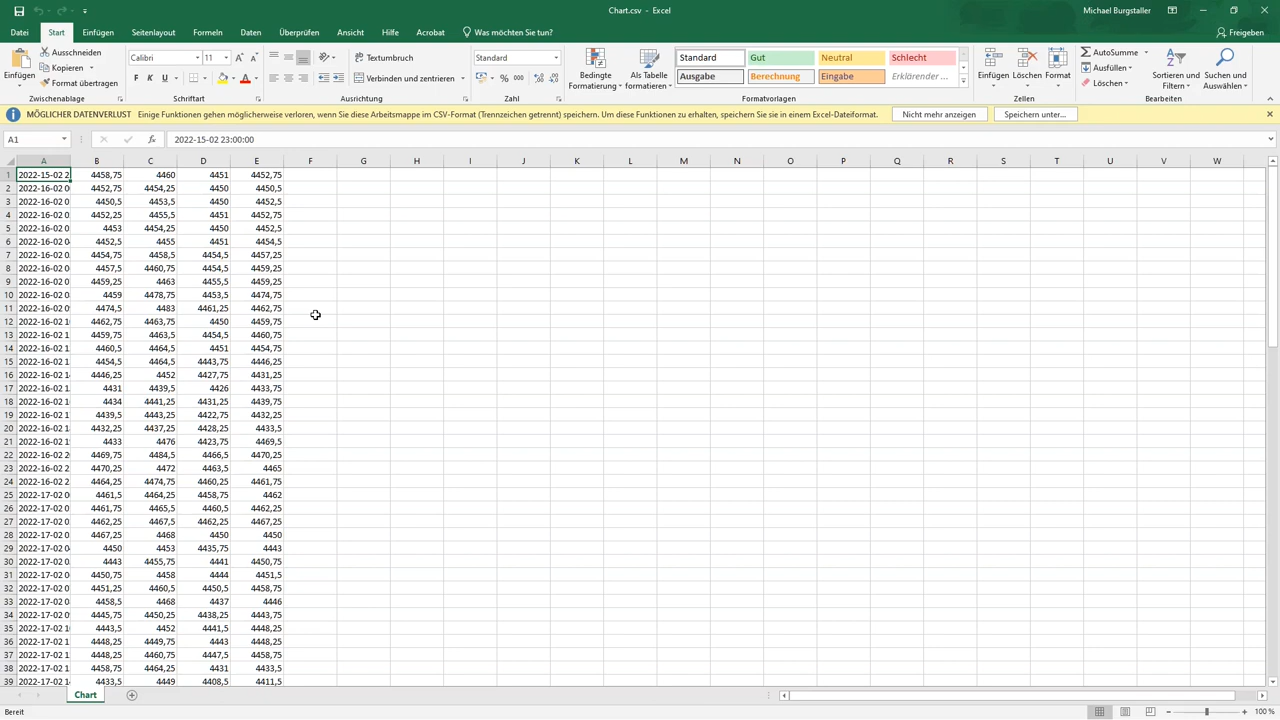 Chart.csv - Excel
Michael Burgstaller
Datei Start Einfügen Seitenlayout Formeln Daten Überprüfen Ansicht Hilfe Acrobat Was möchten Sie tun? Freigeben
Einfügen
Ausschneiden
Kopieren
Format übertragen
Zwischenablage
Calibri 11
F K U
Schriftart
Textumbruch
Verbinden und zentrieren
Ausrichtung
Standard
% 000
Zahl
Bedingte Formatierung
Als Tabelle formatieren
Standard Gut Neutral Schlecht
Ausgabe Berechnung Eingabe Erklärender ...
Formatvorlagen
Einfügen Löschen Format
Zellen
AutoSumme
Ausfüllen
Löschen
Sortieren und Filtern
Suchen und Auswählen
Bearbeiten
MÖGLICHER DATENVERLUST Einige Funktionen gehen möglicherweise verloren, wenn Sie diese Arbeitsmappe im CSV-Format (Trennzeichen getrennt) speichern. Um diese Funktionen zu erhalten, speichern Sie sie in einem Excel-Dateiformat. Nicht mehr anzeigen Speichern unter...
A1 fx 2022-15-02 23:00:00
A B C D E F G H I J K L M N O P Q R S T U V W
1 2022-15-02 2 4458,75 4460 4451 4452,75
2 2022-16-02 0 4452,75 4454,25 4450 4450,5
3 2022-16-02 0 4450,5 4453,5 4450 4452,5
4 2022-16-02 0 4452,25 4455,5 4451 4452,75
5 2022-16-02 0 4453 4454,25 4450 4452,5
6 2022-16-02 0 4452,5 4455 4451 4454,5
7 2022-16-02 0 4454,75 4458,5 4454,5 4457,25
8 2022-16-02 0 4457,5 4460,75 4454,5 4459,25
9 2022-16-02 0 4459,25 4463 4455,5 4459,25
10 2022-16-02 0 4459 4478,75 4453,5 4474,75
11 2022-16-02 0 4474,5 4483 4461,25 4462,75
12 2022-16-02 1 4462,75 4463,75 4450 4459,75
13 2022-16-02 1 4459,75 4463,5 4454,5 4460,75
14 2022-16-02 1 4460,5 4464,5 4451 4454,75
15 2022-16-02 1 4454,5 4464,5 4443,75 4446,25
16 2022-16-02 1 4446,25 4452 4427,75 4431,25
17 2022-16-02 1 4431 4439,5 4426 4433,75
18 2022-16-02 1 4434 4441,25 4431,25 4439,75
19 2022-16-02 1 4439,5 4443,25 4422,75 4432,25
20 2022-16-02 1 4432,25 4437,25 4428,25 4433,5
21 2022-16-02 1 4433 4476 4423,75 4469,5
22 2022-16-02 2 4469,75 4484,5 4466,5 4470,25
23 2022-16-02 2 4470,25 4472 4463,5 4465
24 2022-16-02 2 4464,25 4474,75 4460,25 4461,75
25 2022-17-02 0 4461,5 4464,25 4458,75 4462
26 2022-17-02 0 4461,75 4465,5 4460,5 4462,25
27 2022-17-02 0 4462,25 4467,5 4462,25 4467,25
28 2022-17-02 0 4467,25 4468 4450 4450
29 2022-17-02 0 4450 4453 4435,75 4443
30 2022-17-02 0 4443 4455,75 4441 4450,75
31 2022-17-02 0 4450,75 4458 4444 4451,5
32 2022-17-02 0 4451,25 4460,5 4450,5 4458,75
33 2022-17-02 0 4458,5 4468 4437 4446
34 2022-17-02 0 4445,75 4450,25 4438,25 4443,75
35 2022-17-02 1 4443,5 4452 4441,5 4448,25
36 2022-17-02 1 4448,25 4449,75 4443 4448,25
37 2022-17-02 1 4448,25 4460,75 4447,5 4458,75
38 2022-17-02 1 4458,75 4464,25 4431 4433,5
39 2022-17-02 1 4433,5 4449 4408,5 4411,5
Chart
Bereit
100 %